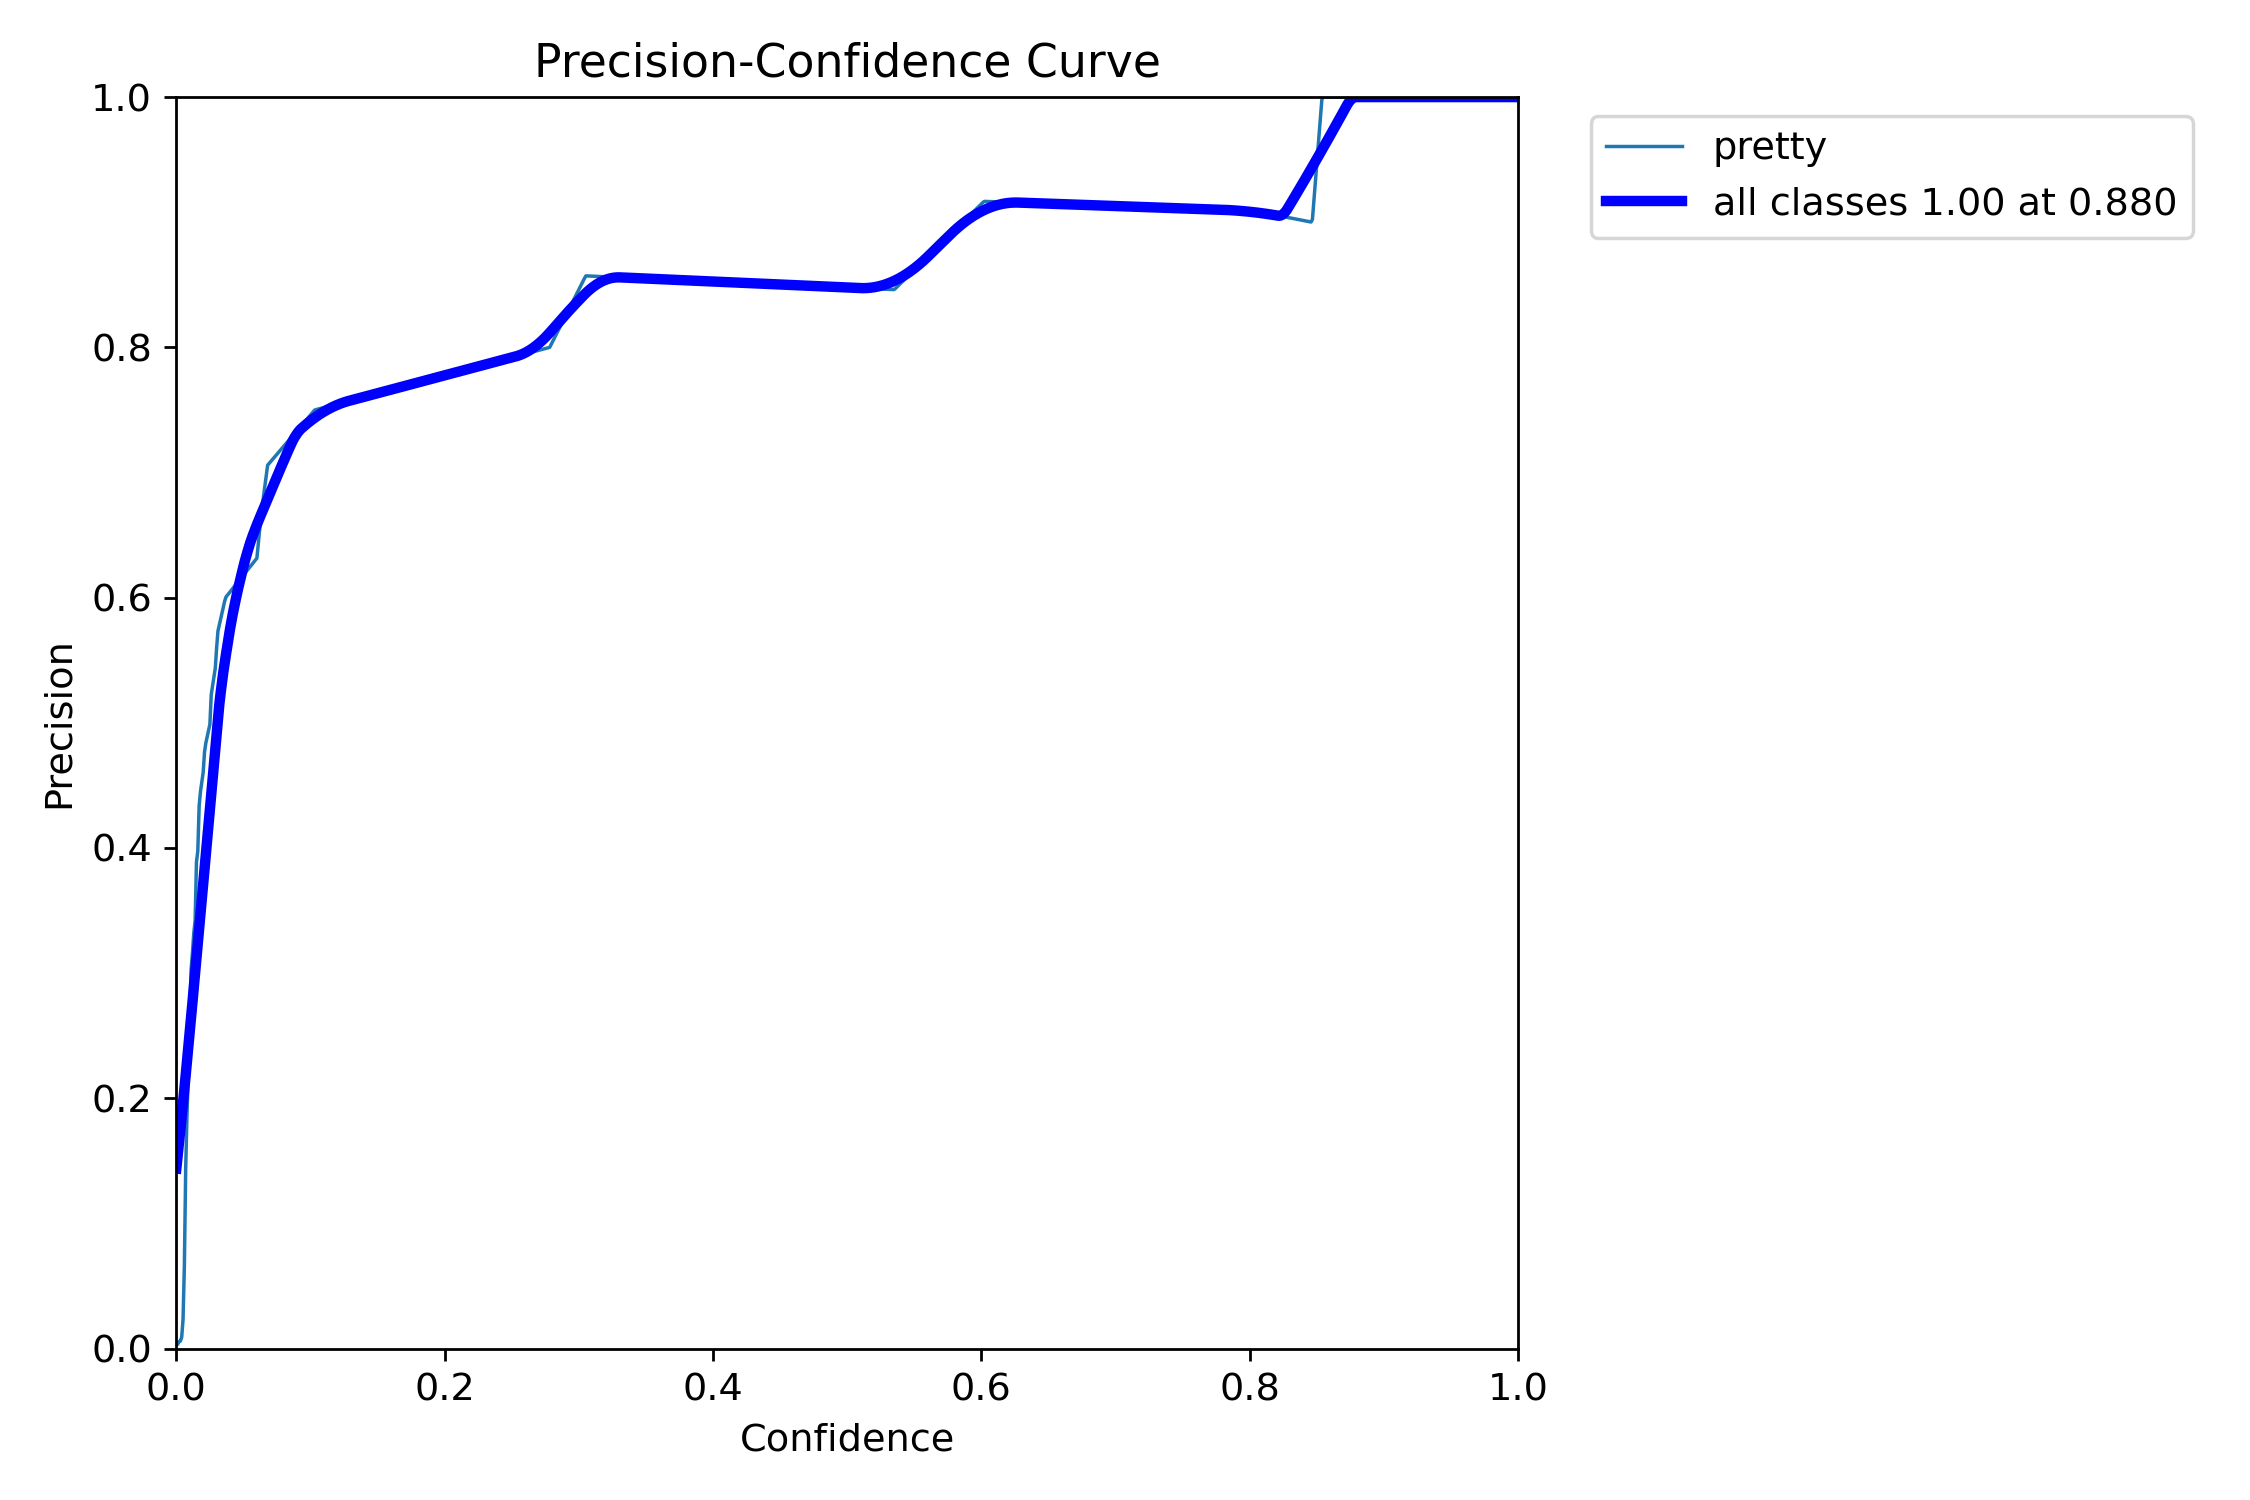 Precision-Confidence Curve
1.0
0.8
0.6
0.4
0.2
0.0
Precision
0.0 0.2 0.4 0.6 0.8 1.0
Confidence
pretty
all classes 1.00 at 0.880